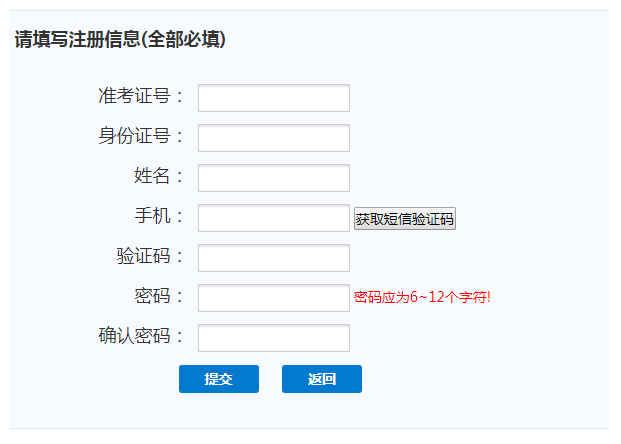 请填写注册信息(全部必填)
准考证号：
身份证号：
姓名：
手机： 获取短信验证码
验证码：
密码： 密码应为6~12个字符!
确认密码：
提交 返回